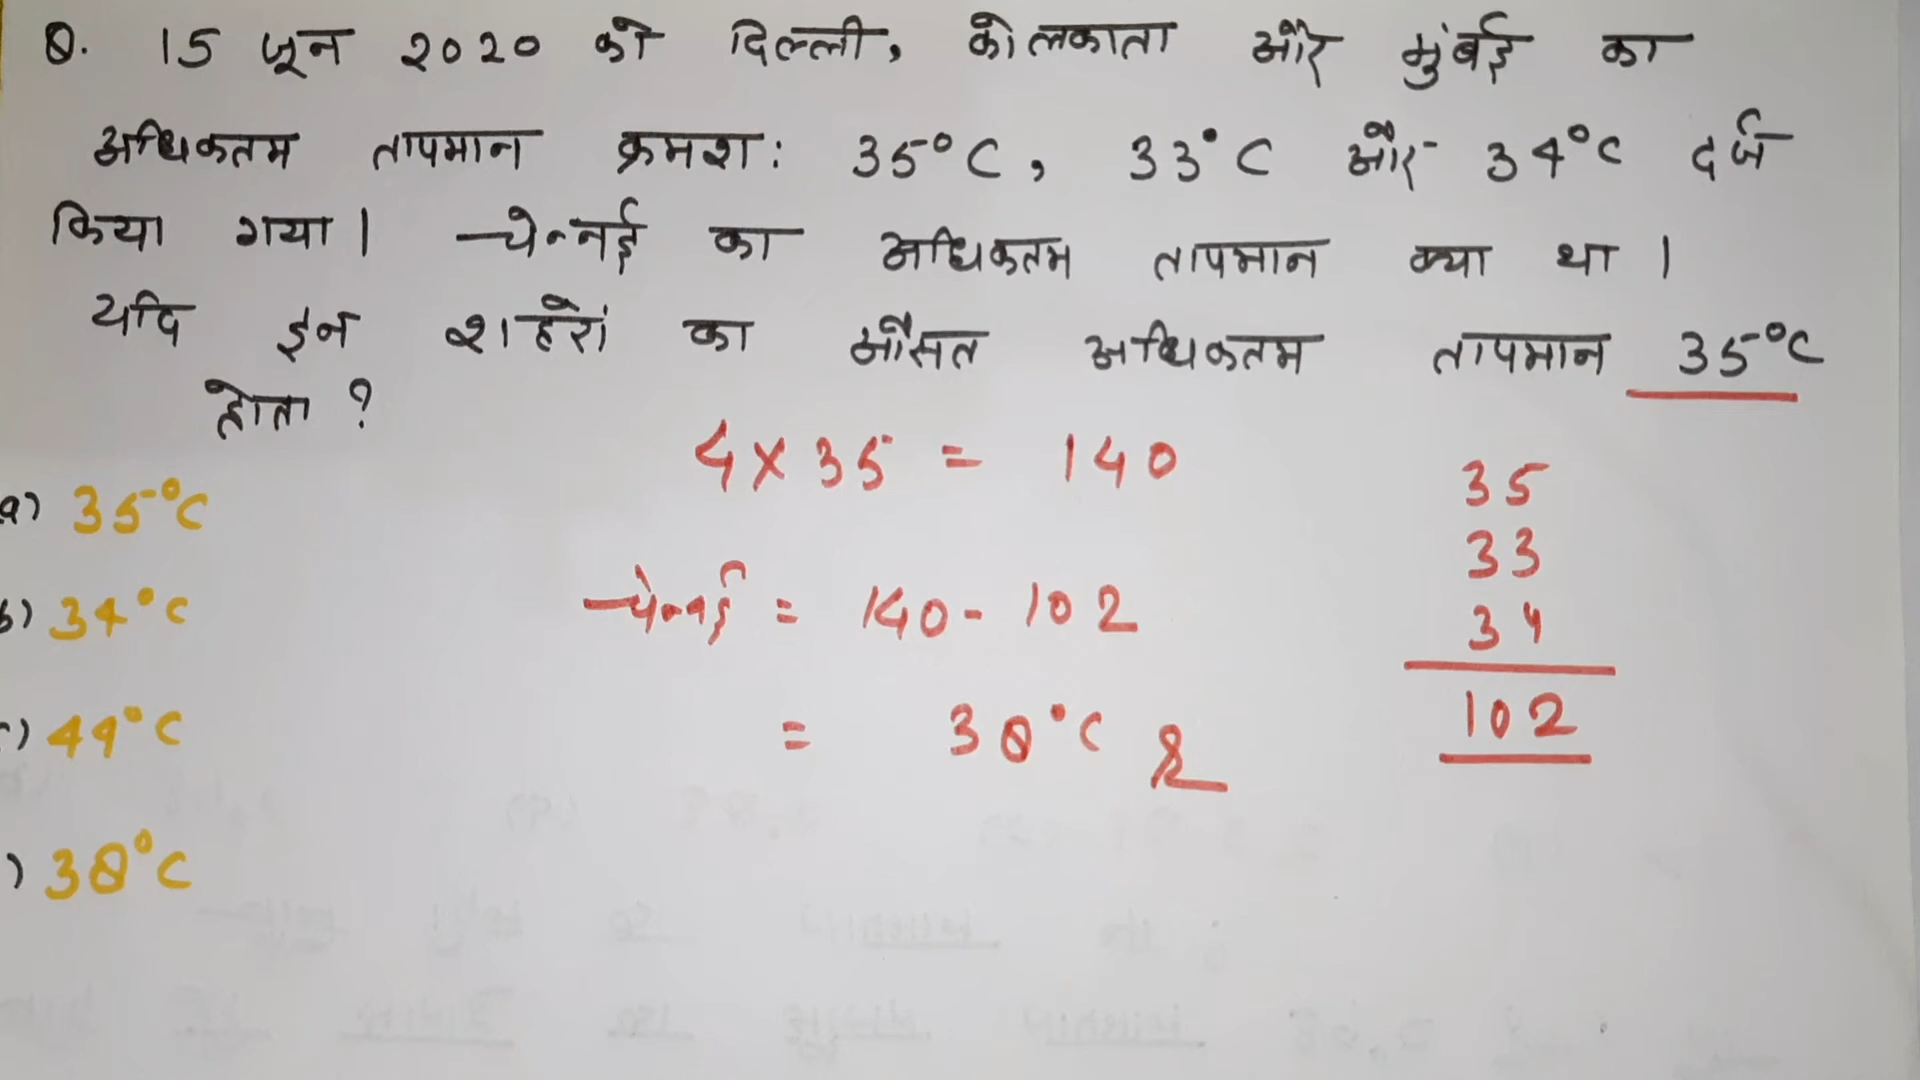 Q. 15 जून 2020 को दिल्ली, कोलकाता और मुंबई का
अधिकतम तापमान क्रमशः 35°C, 33°C और 34°C दर्ज
किया गया। चेन्नई का अधिकतम तापमान क्या था।
यदि इन शहरों का औसत अधिकतम तापमान 35°C
होता?
4 x 35 = 140
35
33
34
102
चेन्नई = 140 - 102
= 38°C
a) 35°C
b) 34°C
c) 44°C
) 38°C